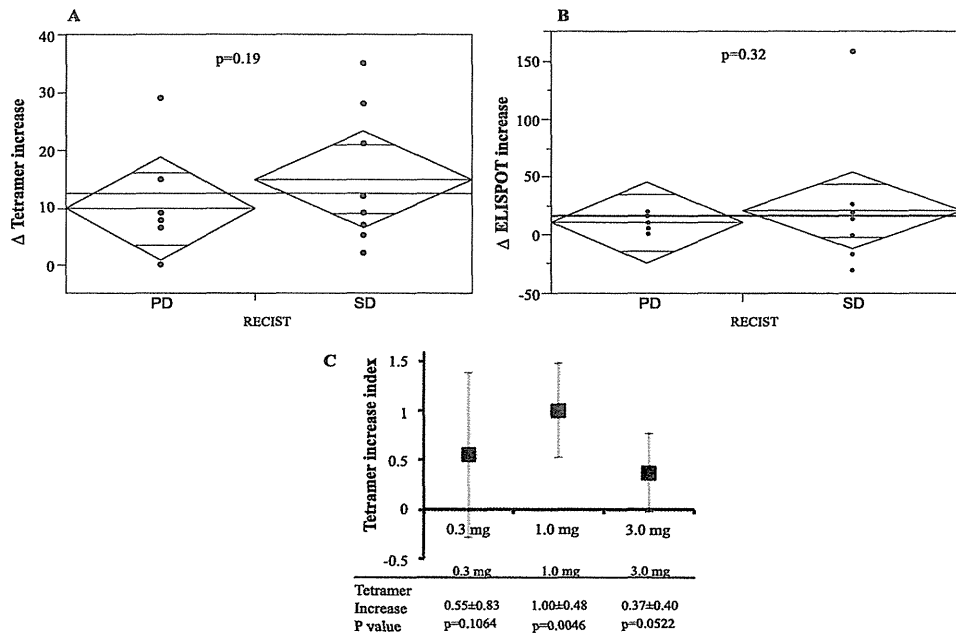 A
p=0.19
Δ Tetramer increase
40
30
20
10
0
PD
SD
RECIST
B
p=0.32
Δ ELISPOT increase
150
100
50
25
0
-50
PD
SD
RECIST
C
Tetramer increase index
1.5
1
0.5
0
-0.5
0.3 mg 1.0 mg 3.0 mg
0.3 mg 1.0 mg 3.0 mg
Tetramer
Increase 0.55±0.83 1.00±0.48 0.37±0.40
P value p=0.1064 p=0.0046 p=0.0522